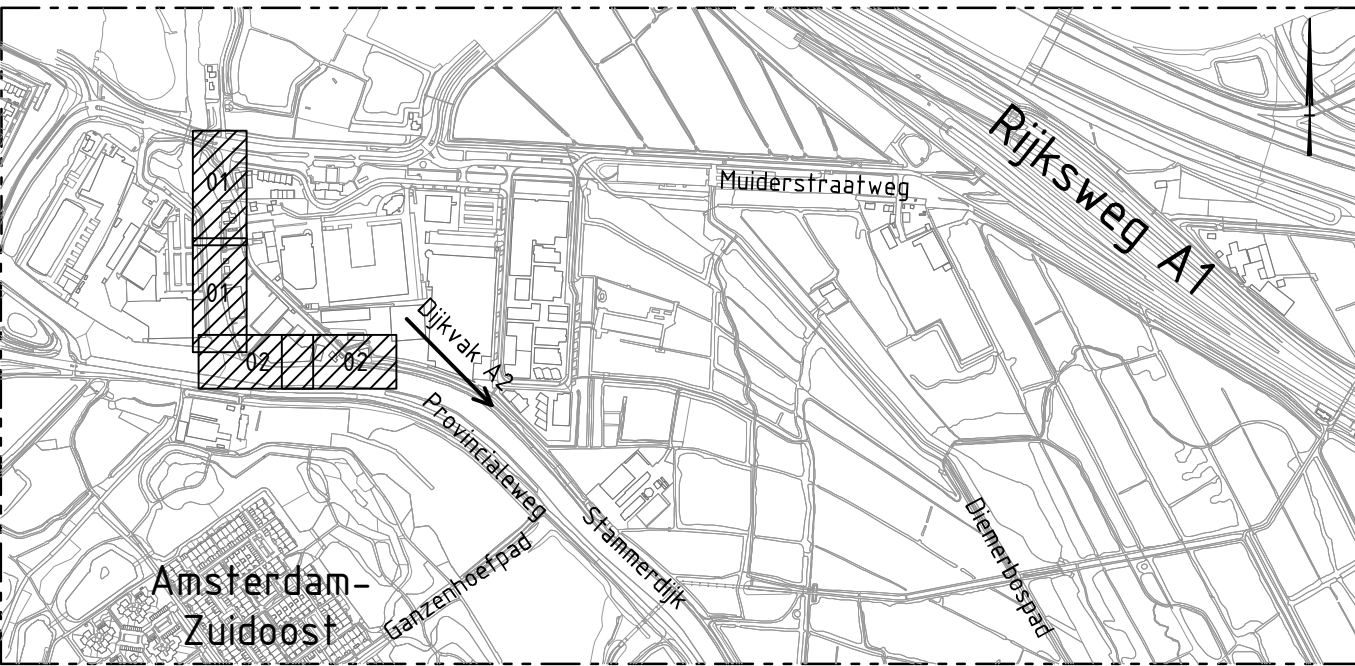 Rijksweg A1
Muiderstraatweg
01
01
02
02
Dijkvak A2
Provincialeweg
Stammerdijk
Diemerbospad
Ganzenhoefpad
Amsterdam-
Zuidoost